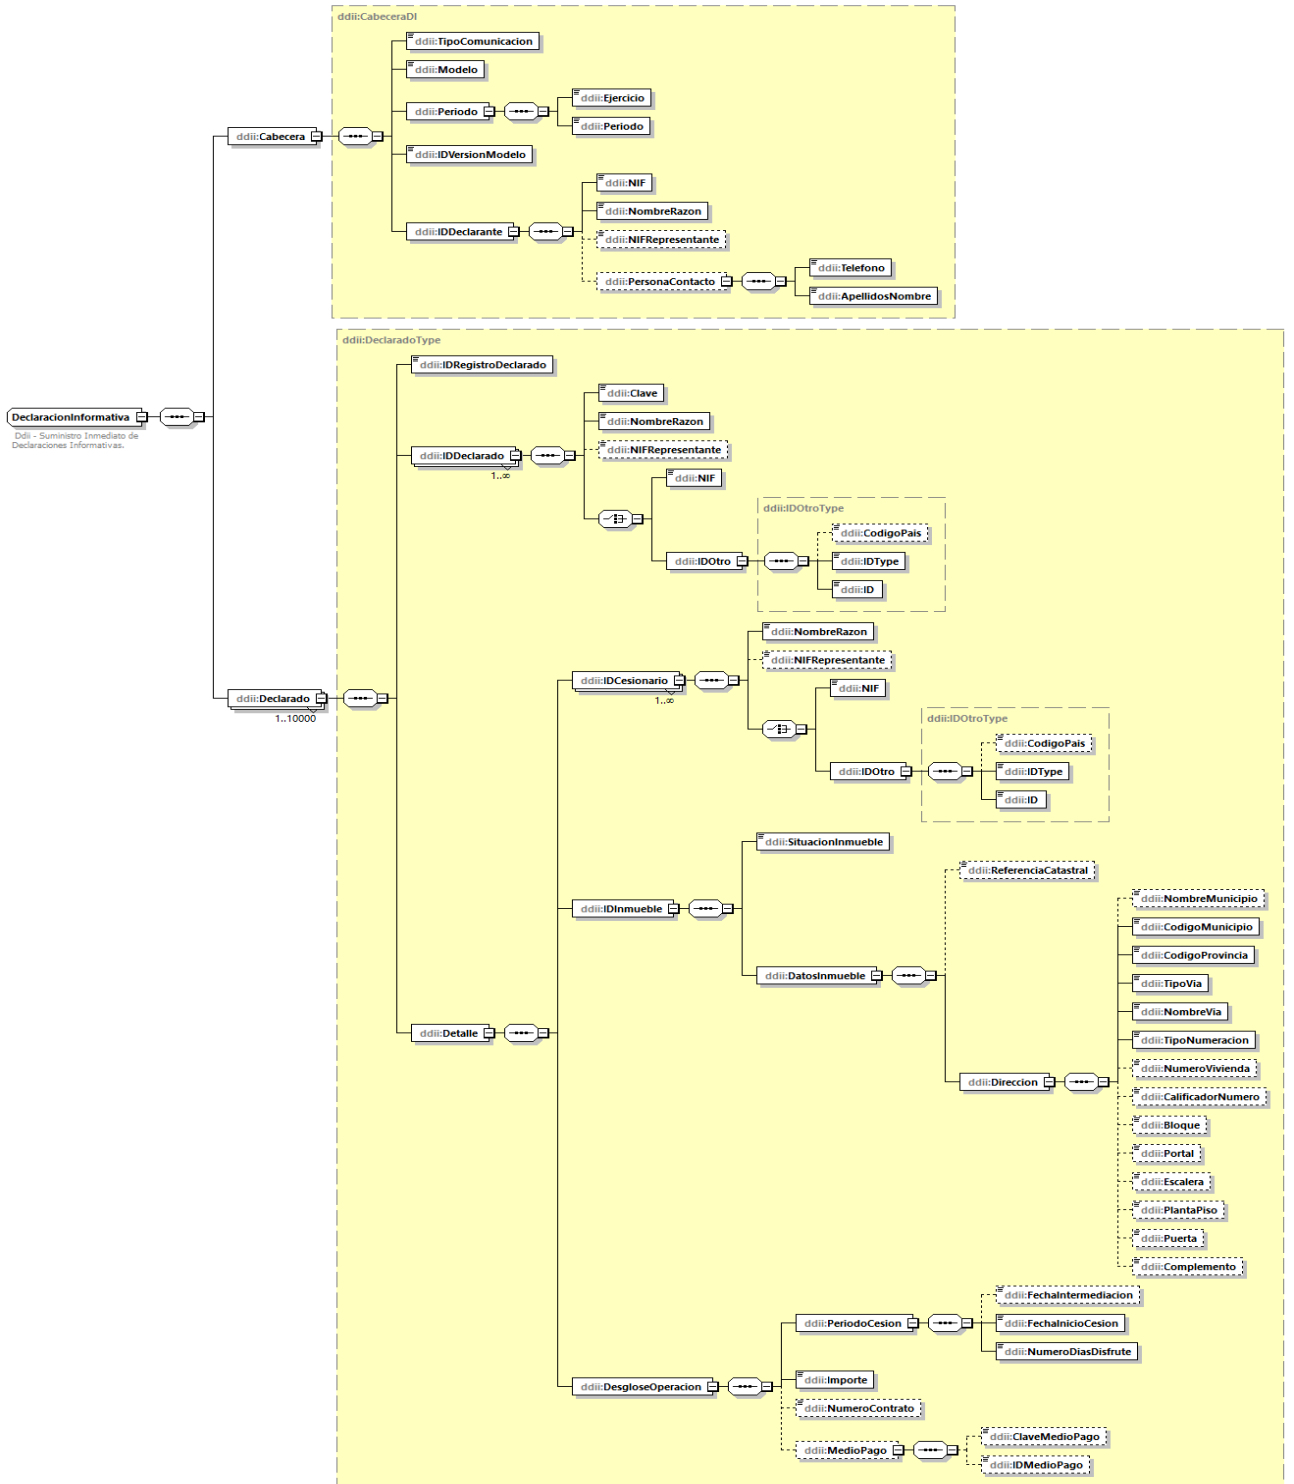 ddii:CabeceraDI
ddii:TipoComunicacion
ddii:Modelo
ddii:Ejercicio
ddii:Periodo
ddii:Periodo
ddii:Cabecera
ddii:IDVersionModelo
ddii:NIF
ddii:NombreRazon
ddii:IDDeclarante
ddii:NIFRepresentante
ddii:Telefono
ddii:PersonaContacto
ddii:ApellidosNombre
ddii:DeclaradoType
ddii:IDRegistroDeclarado
ddii:Clave
DeclaracionInformativa
ddii:NombreRazon
Ddii - Suministro Inmediato de
Declaraciones Informativas.
ddii:NIFRepresentante
ddii:IDDeclarado
1..∞
ddii:NIF
ddii:IDOtroType
ddii:CodigoPais
ddii:IDOtro
ddii:IDType
ddii:ID
ddii:NombreRazon
ddii:NIFRepresentante
ddii:IDCesionario
1..∞
ddii:NIF
ddii:Declarado
1..10000
ddii:IDOtroType
ddii:CodigoPais
ddii:IDOtro
ddii:IDType
ddii:ID
ddii:SituacionInmueble
ddii:ReferenciaCatastral
ddii:NombreMunicipio
ddii:IDInmueble
ddii:CodigoMunicipio
ddii:CodigoProvincia
ddii:DatosInmueble
ddii:TipoVia
ddii:NombreVia
ddii:Detalle
ddii:TipoNumeracion
ddii:NumeroVivienda
ddii:Direccion
ddii:CalificadorNumero
ddii:Bloque
ddii:Portal
ddii:Escalera
ddii:PlantaPiso
ddii:Puerta
ddii:Complemento
ddii:FechaIntermediacion
ddii:PeriodoCesion
ddii:FechaInicioCesion
ddii:NumeroDiasDisfrute
ddii:Importe
ddii:DesgloseOperacion
ddii:NumeroContrato
ddii:ClaveMedioPago
ddii:MedioPago
ddii:IDMedioPago